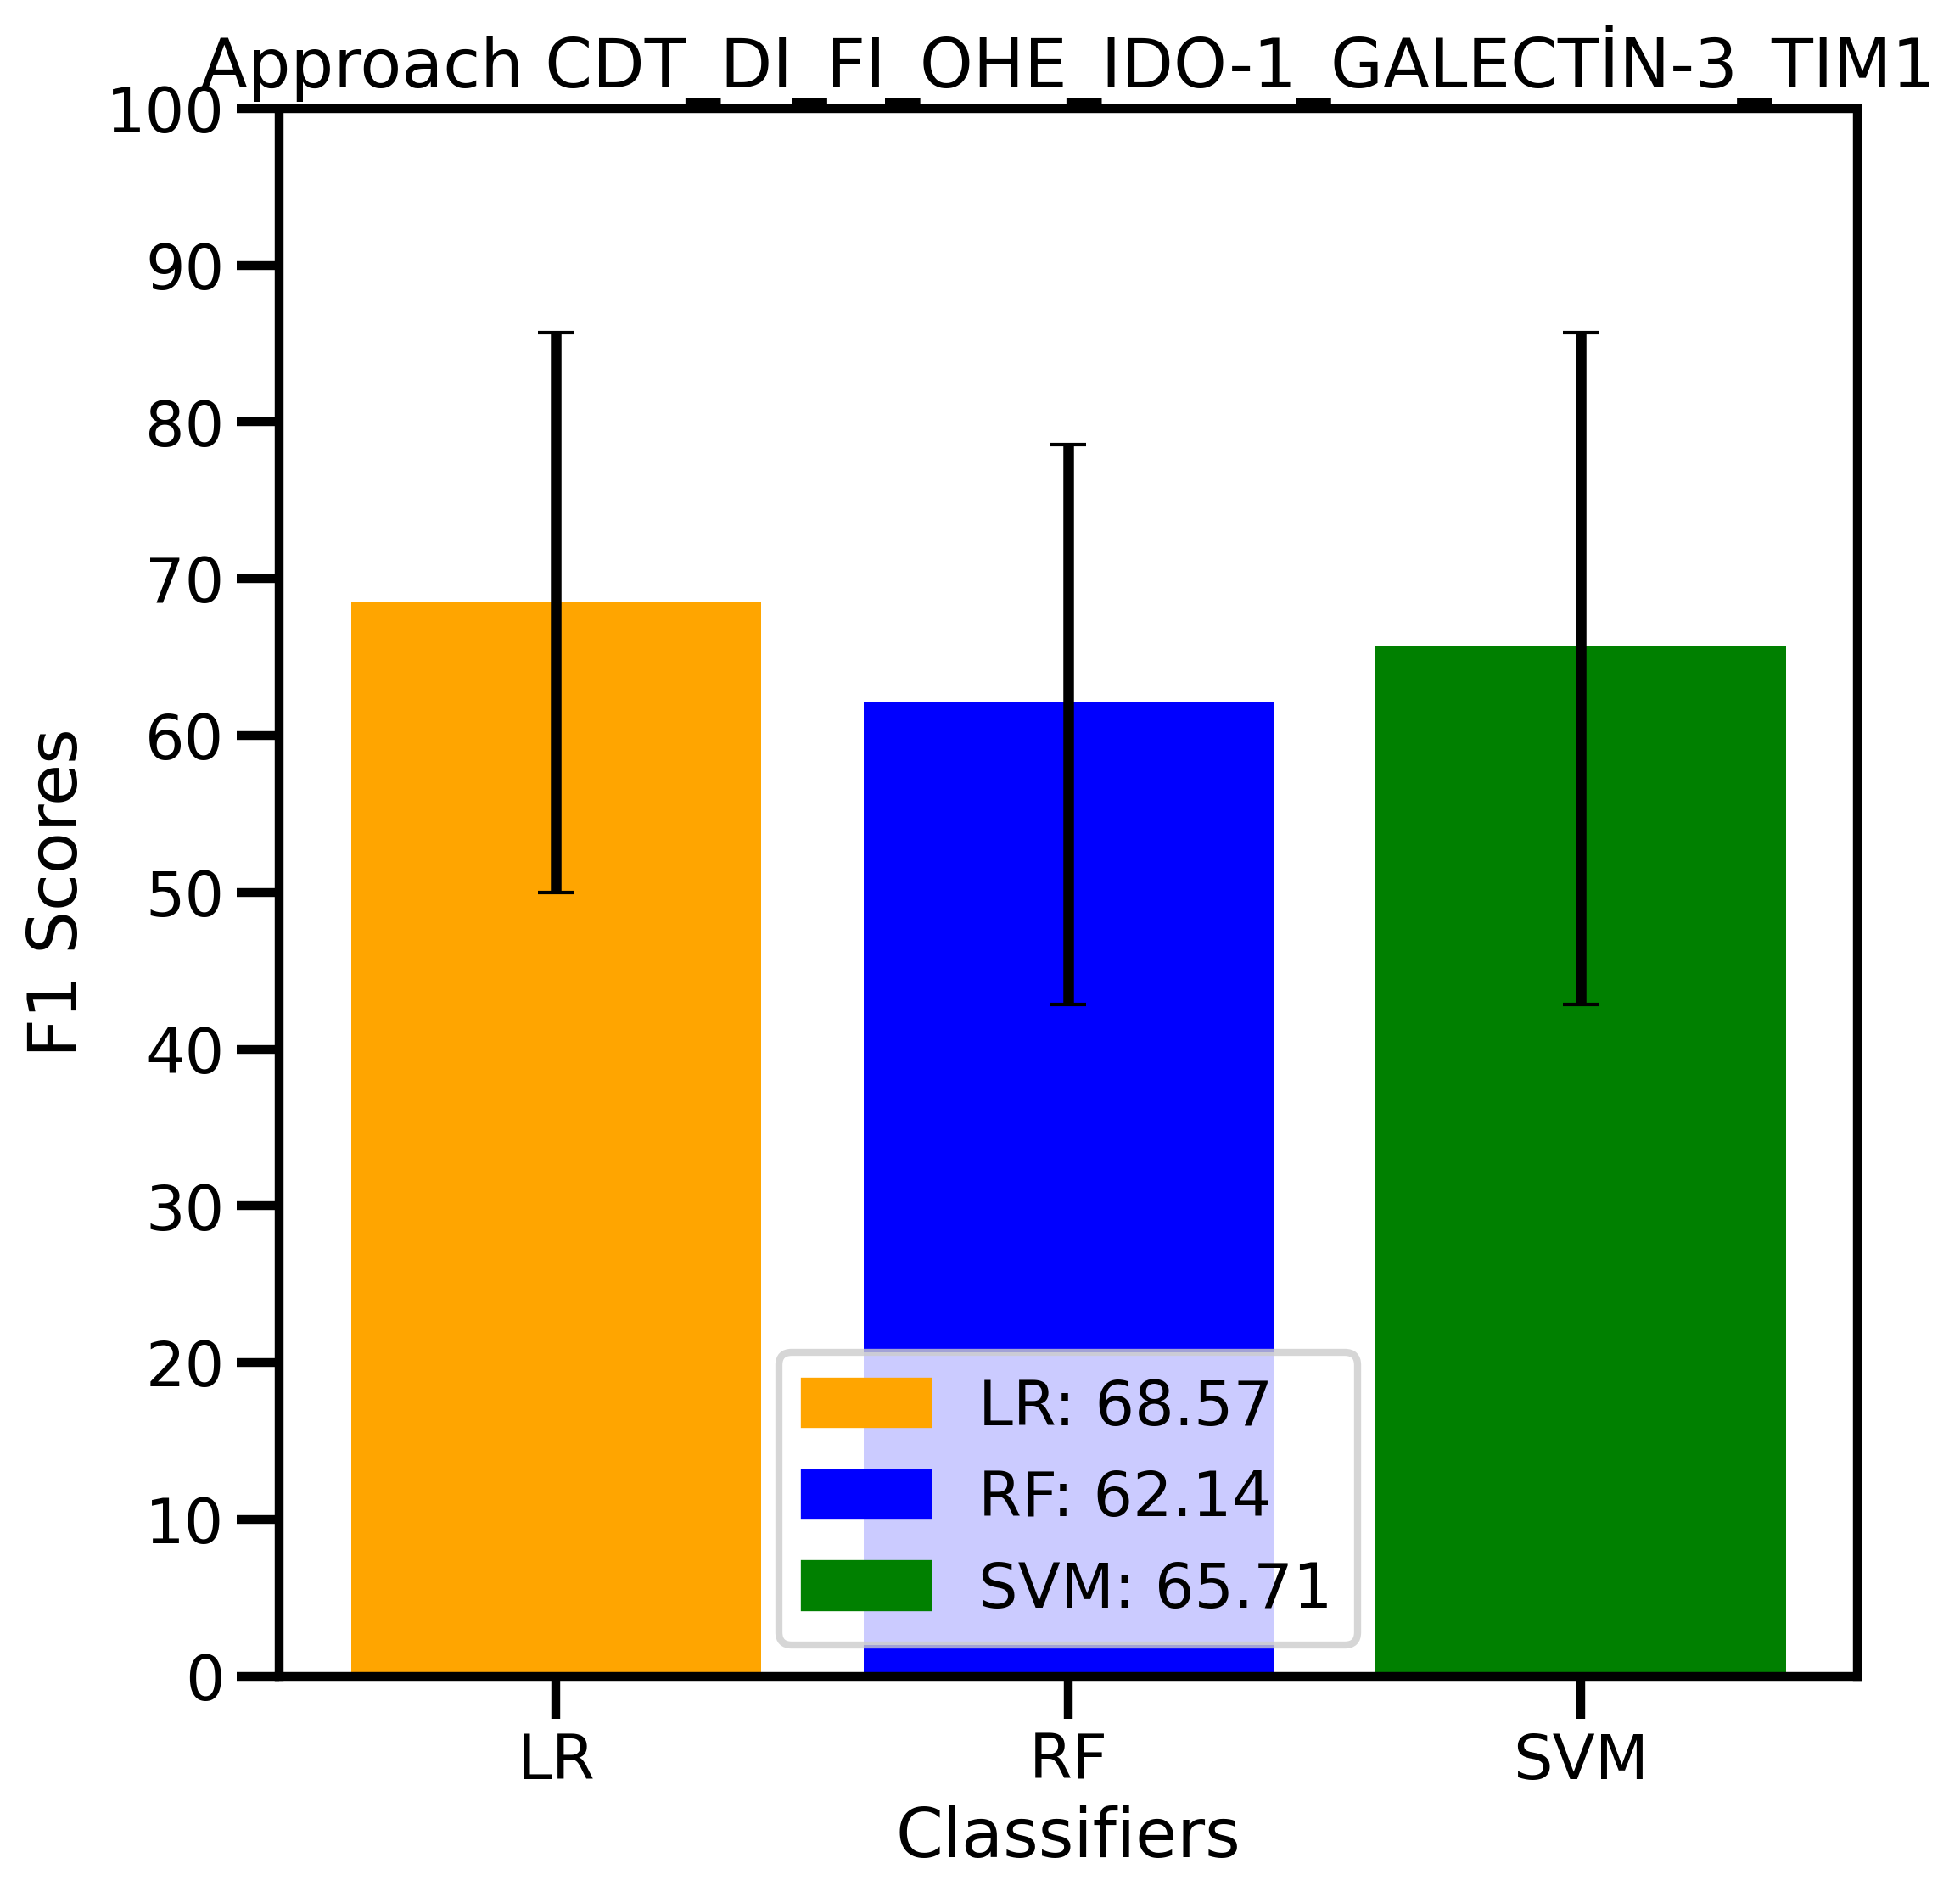 Approach CDT_DI_FI_OHE_IDO-1_GALECTİN-3_TIM1
100
90
80
70
60
50
40
30
20
10
0
F1 Scores
LR: 68.57
RF: 62.14
SVM: 65.71
LR RF SVM
Classifiers